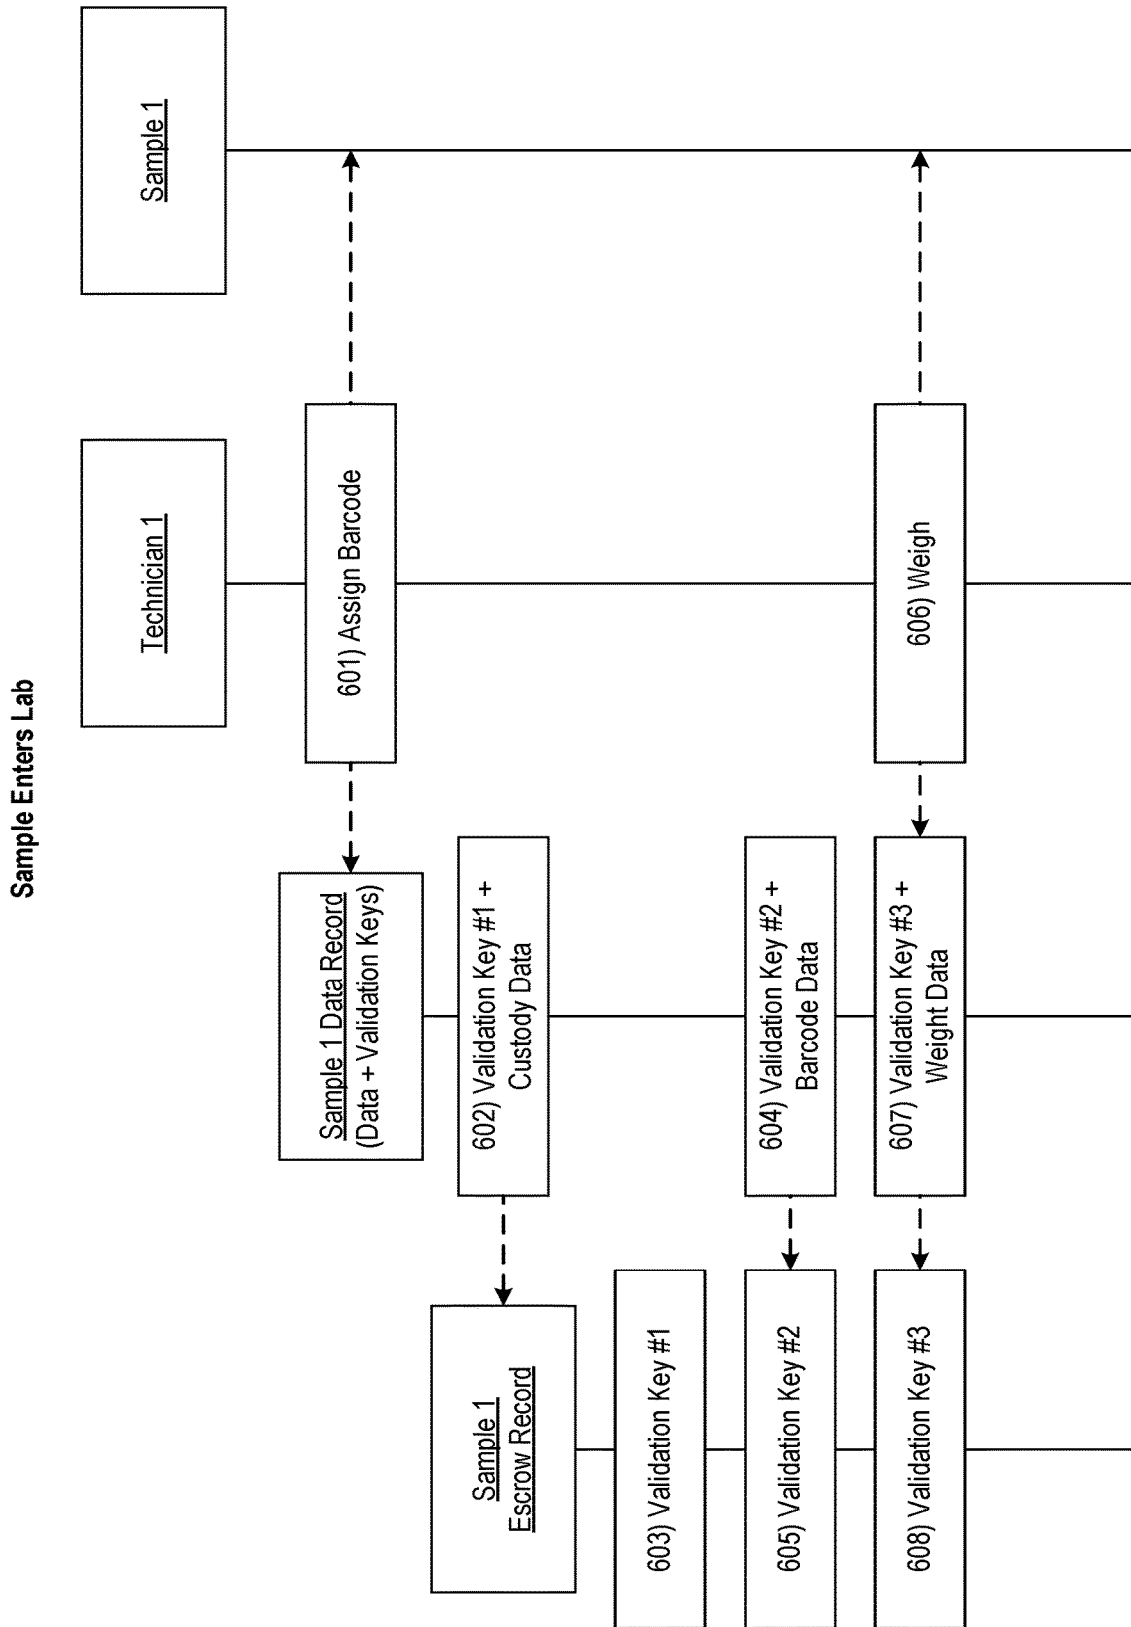 Sample Enters Lab
Sample 1
Escrow Record
Sample 1 Data Record
(Data + Validation Keys)
Technician 1
Sample 1
601) Assign Barcode
602) Validation Key #1 +
Custody Data
603) Validation Key #1
604) Validation Key #2 +
Barcode Data
605) Validation Key #2
606) Weigh
607) Validation Key #3 +
Weight Data
608) Validation Key #3